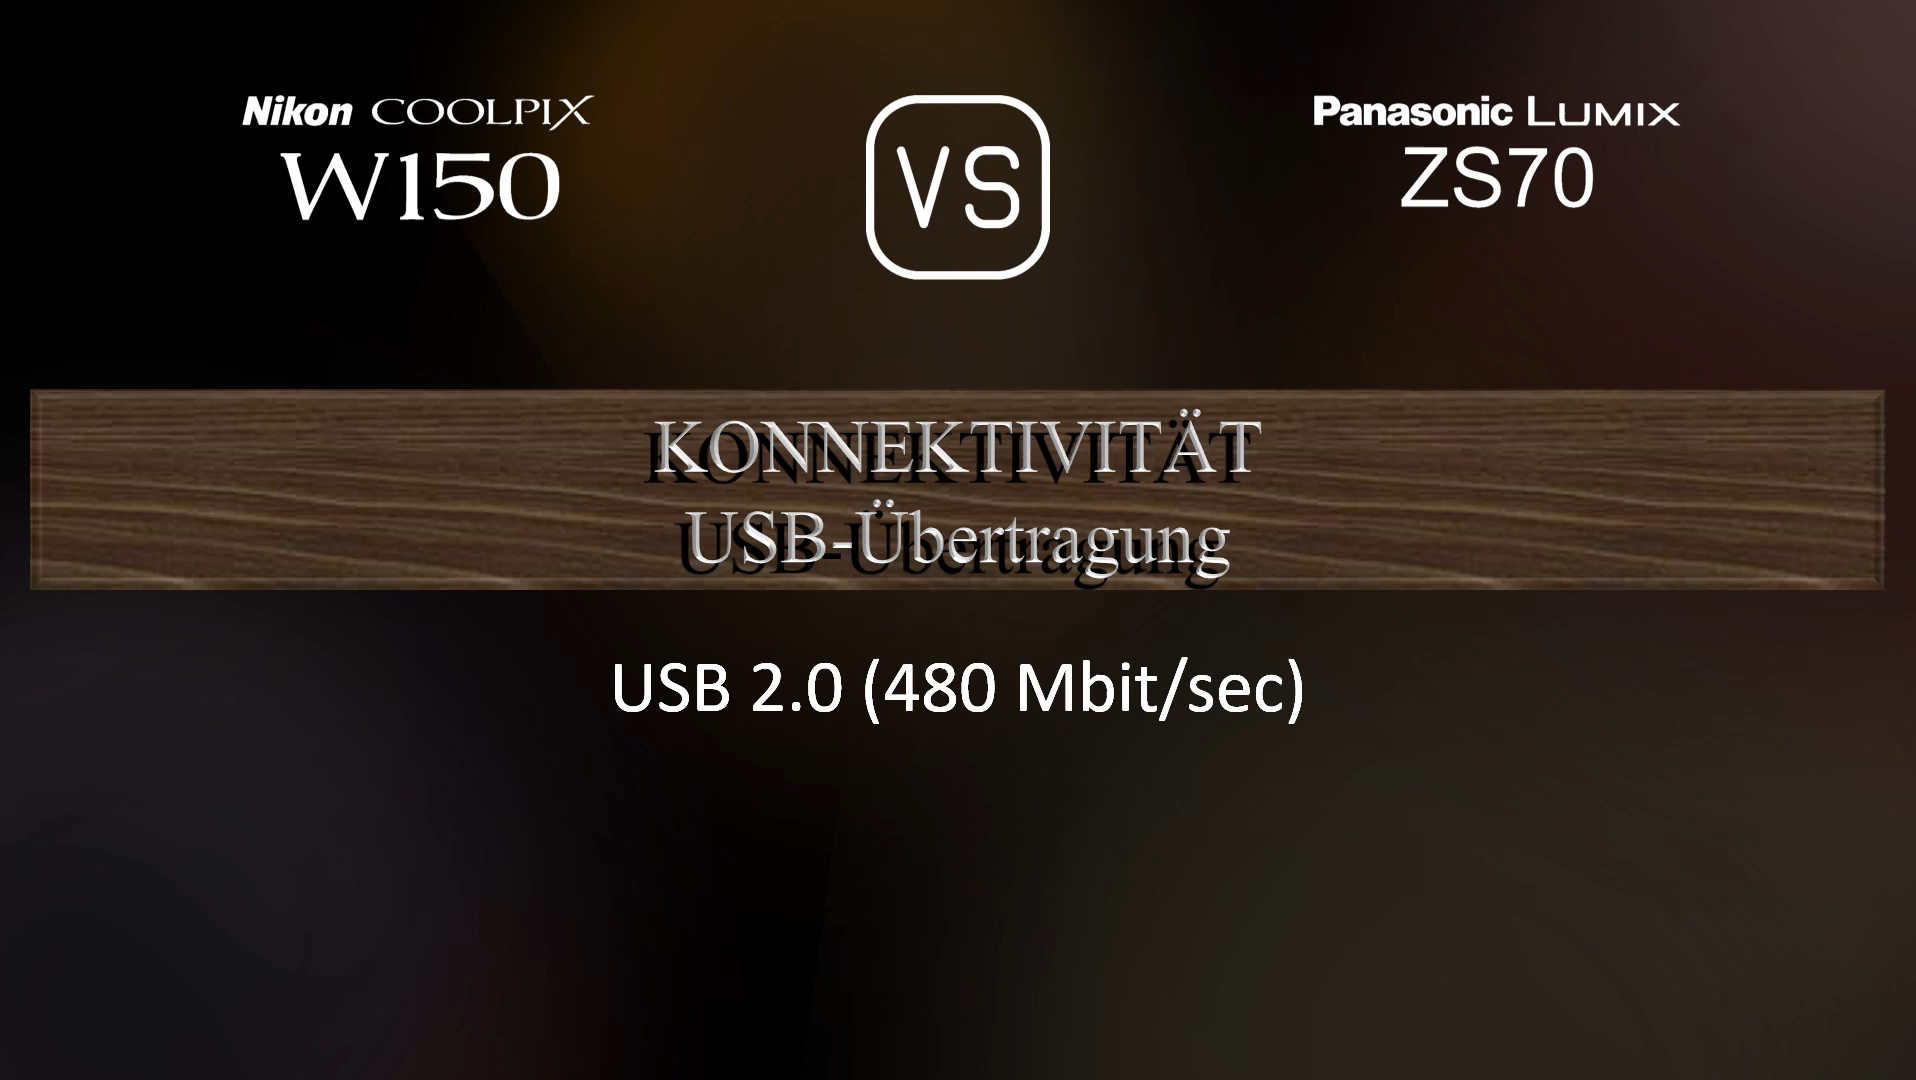 Nikon COOLPIX
W150
VS
Panasonic LUMIX
ZS70
KONNEKTIVITÄT
USB-Übertragung
USB 2.0 (480 Mbit/sec)